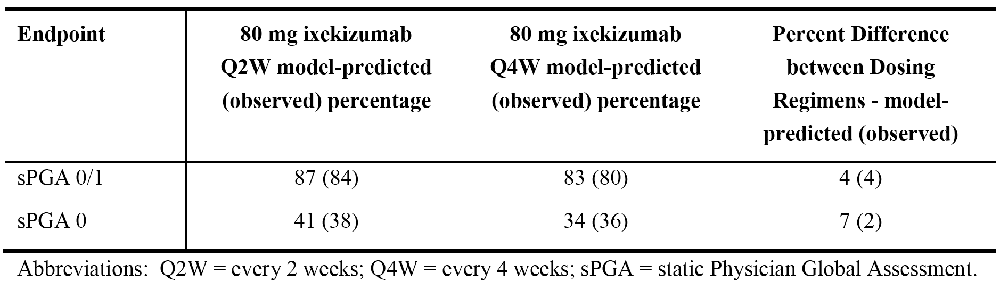 Endpoint 80 mg ixekizumab 80 mg ixekizumab Percent Difference
Q2W model-predicted Q4W model-predicted between Dosing
(observed) percentage (observed) percentage Regimens - model-
predicted (observed)
sPGA 0/1 87 (84) 83 (80) 4 (4)
sPGA 0 41 (38) 34 (36) 7 (2)
Abbreviations: Q2W = every 2 weeks; Q4W = every 4 weeks; sPGA = static Physician Global Assessment.